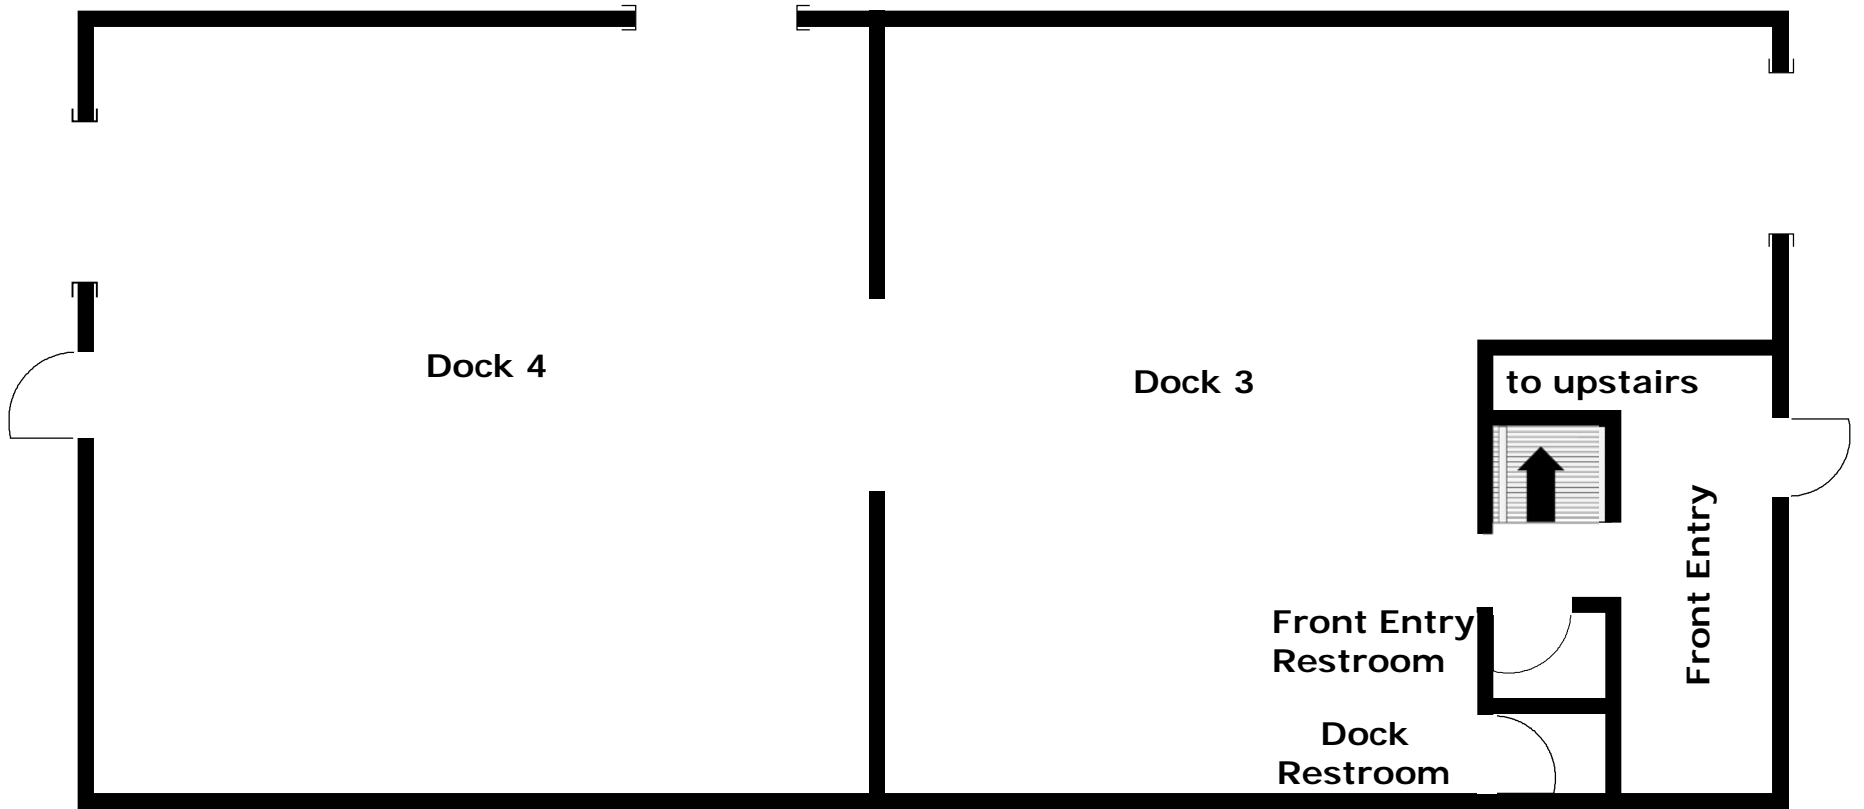 Dock 4
Dock 3
to upstairs
Front Entry
Front Entry
Restroom
Dock
Restroom